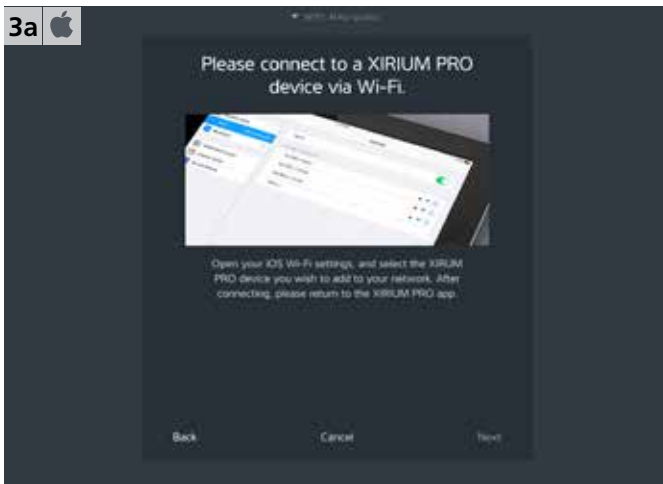 3a
Please connect to a XIRIUM PRO
device via Wi-Fi.
Open your iOS Wi-Fi settings, and select the XIRIUM
PRO device you wish to add to your network. After
connecting, please return to the XIRIUM PRO app.
Back
Cancel
Next